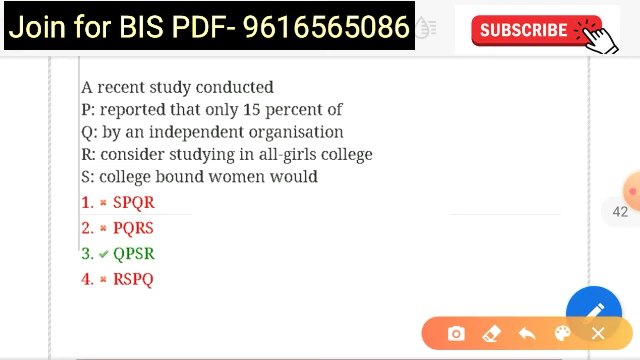 Join for BIS PDF- 9616565086
SUBSCRIBE
A recent study conducted
P: reported that only 15 percent of
Q: by an independent organisation
R: consider studying in all-girls college
S: college bound women would
1. SPQR
2. PQRS
3. QPSR
4. RSPQ
42